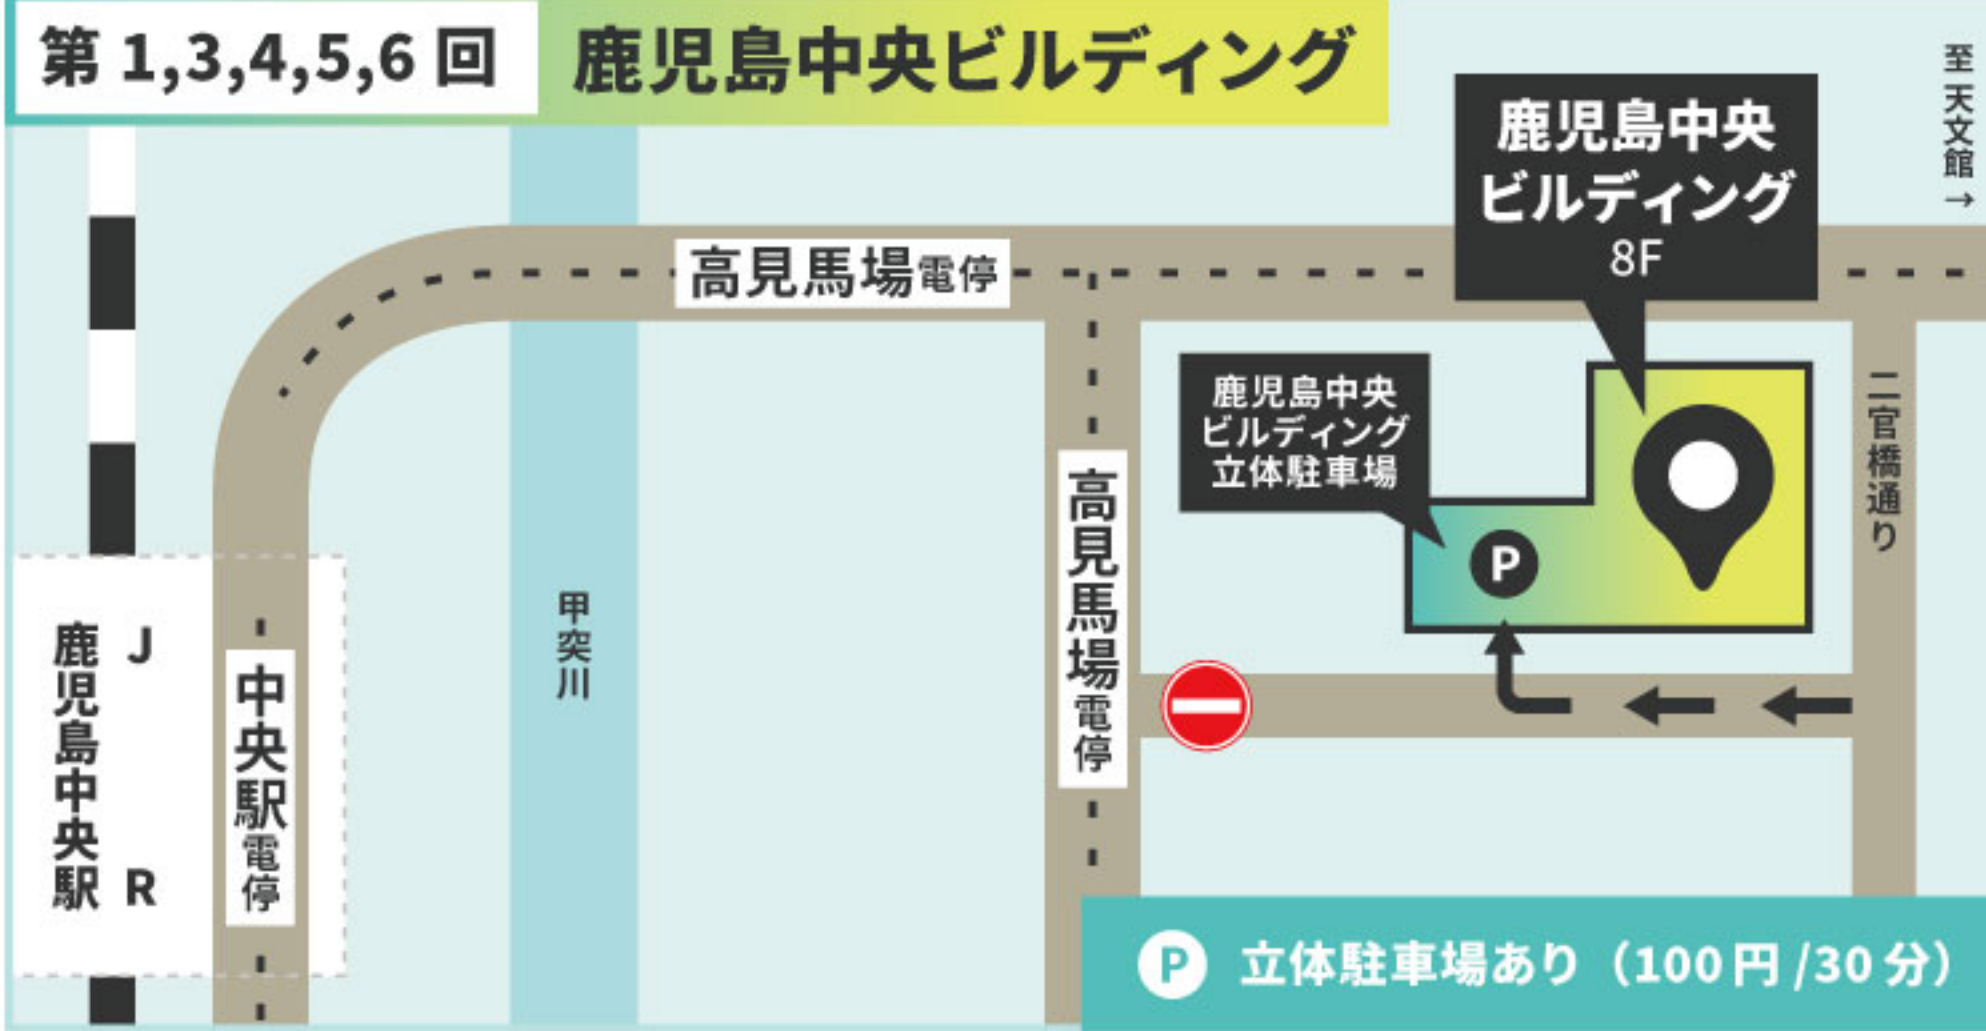 第 1,3,4,5,6 回
鹿児島中央ビルディング
至 天文館 →
鹿児島中央
ビルディング
8F
高見馬場電停
鹿児島中央
ビルディング
立体駐車場
二官橋通り
高見馬場電停
P
甲突川
JR
鹿児島中央駅
中央駅電停
P 立体駐車場あり（100円/30分）